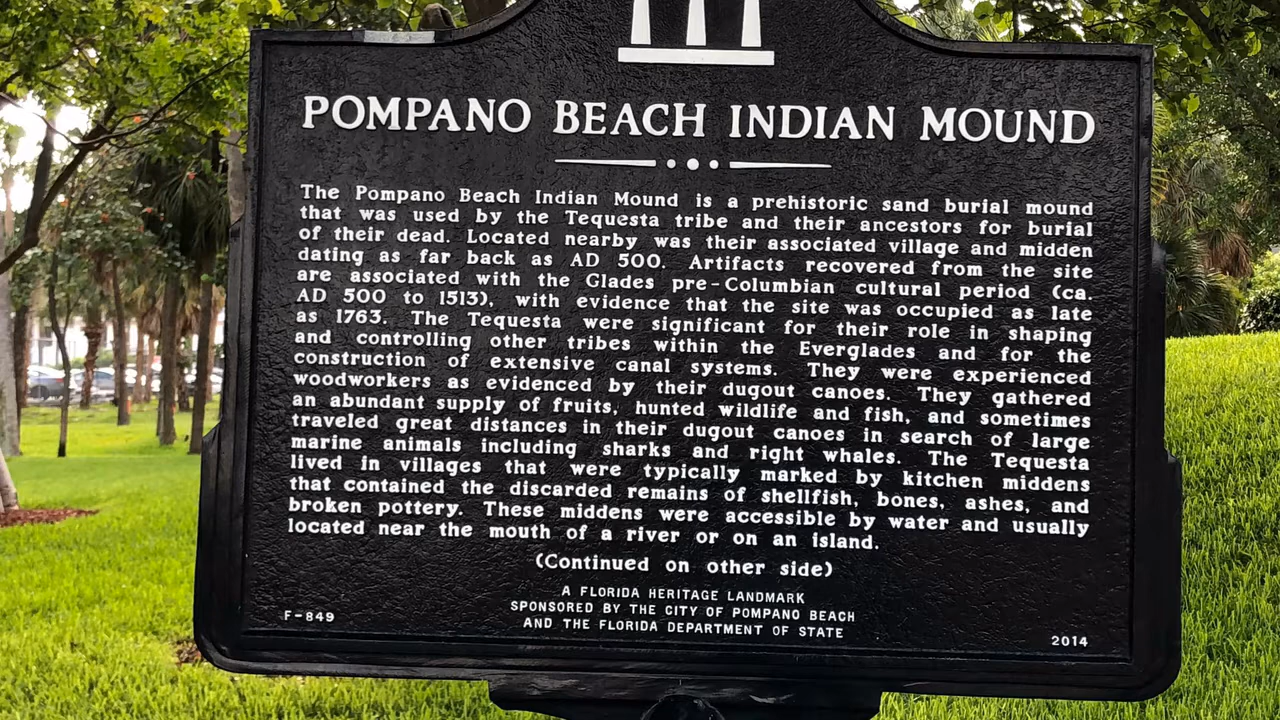 POMPANO BEACH INDIAN MOUND
The Pompano Beach Indian Mound is a prehistoric sand burial mound
that was used by the Tequesta tribe and their ancestors for burial
of their dead. Located nearby was their associated village and midden
dating as far back as AD 500. Artifacts recovered from the site
are associated with the Glades pre-Columbian cultural period (ca.
AD 500 to 1513), with evidence that the site was occupied as late
as 1763. The Tequesta were significant for their role in shaping
and controlling other tribes within the Everglades and for the
construction of extensive canal systems. They were experienced
woodworkers as evidenced by their dugout canoes. They gathered
an abundant supply of fruits, hunted wildlife and fish, and sometimes
traveled great distances in their dugout canoes in search of large
marine animals including sharks and right whales. The Tequesta
lived in villages that were typically marked by kitchen middens
that contained the discarded remains of shellfish, bones, ashes, and
broken pottery. These middens were accessible by water and usually
located near the mouth of a river or on an island.
(Continued on other side)
A FLORIDA HERITAGE LANDMARK
SPONSORED BY THE CITY OF POMPANO BEACH
AND THE FLORIDA DEPARTMENT OF STATE
F-849
2014